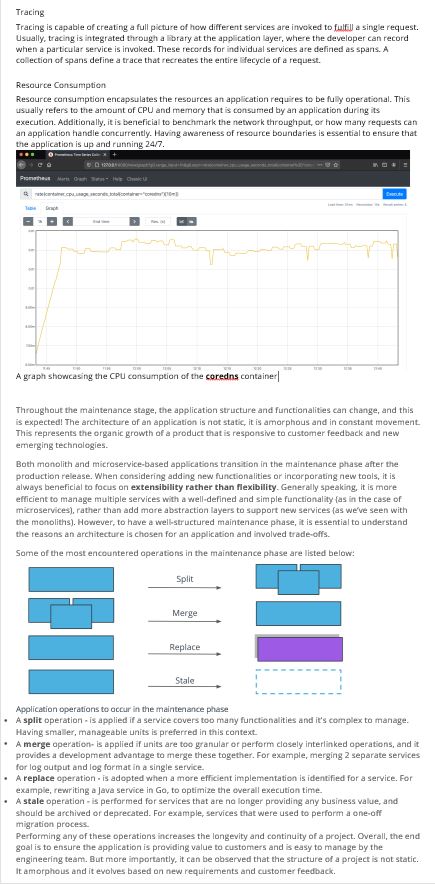 Tracing
Tracing is capable of creating a full picture of how different services are invoked to fulfill a single request.
Usually, tracing is integrated through a library at the application layer, where the developer can record
when a particular service is invoked. These records for individual services are defined as spans. A
collection of spans define a trace that recreates the entire lifecycle of a request.
Resource Consumption
Resource consumption encapsulates the resources an application requires to be fully operational. This
usually refers to the amount of CPU and memory that is consumed by an application during its
execution. Additionally, it is beneficial to benchmark the network throughput, or how many requests can
an application handle concurrently. Having awareness of resource boundaries is essential to ensure that
the application is up and running 24/7.
Prometheus Alerts Graph Status Help Classic UI
rate(container_cpu_usage_seconds_total{container="coredns"}[10m])
Execute
Table Graph
1h End time Res. (s)
A graph showcasing the CPU consumption of the coredns container
Throughout the maintenance stage, the application structure and functionalities can change, and this
is expected! The architecture of an application is not static, it is amorphous and in constant movement.
This represents the organic growth of a product that is responsive to customer feedback and new
emerging technologies.
Both monolith and microservice-based applications transition in the maintenance phase after the
production release. When considering adding new functionalities or incorporating new tools, it is
always beneficial to focus on extensibility rather than flexibility. Generally speaking, it is more
efficient to manage multiple services with a well-defined and simple functionality (as in the case of
microservices), rather than add more abstraction layers to support new services (as we've seen with
the monoliths). However, to have a well-structured maintenance phase, it is essential to understand
the reasons an architecture is chosen for an application and involved trade-offs.
Some of the most encountered operations in the maintenance phase are listed below:
Split
Merge
Replace
Stale
Application operations to occur in the maintenance phase
• A split operation - is applied if a service covers too many functionalities and it's complex to manage.
Having smaller, manageable units is preferred in this context.
• A merge operation- is applied if units are too granular or perform closely interlinked operations, and it
provides a development advantage to merge these together. For example, merging 2 separate services
for log output and log format in a single service.
• A replace operation - is adopted when a more efficient implementation is identified for a service. For
example, rewriting a Java service in Go, to optimize the overall execution time.
• A stale operation - is performed for services that are no longer providing any business value, and
should be archived or deprecated. For example, services that were used to perform a one-off
migration process.
Performing any of these operations increases the longevity and continuity of a project. Overall, the end
goal is to ensure the application is providing value to customers and is easy to manage by the
engineering team. But more importantly, it can be observed that the structure of a project is not static.
It amorphous and it evolves based on new requirements and customer feedback.